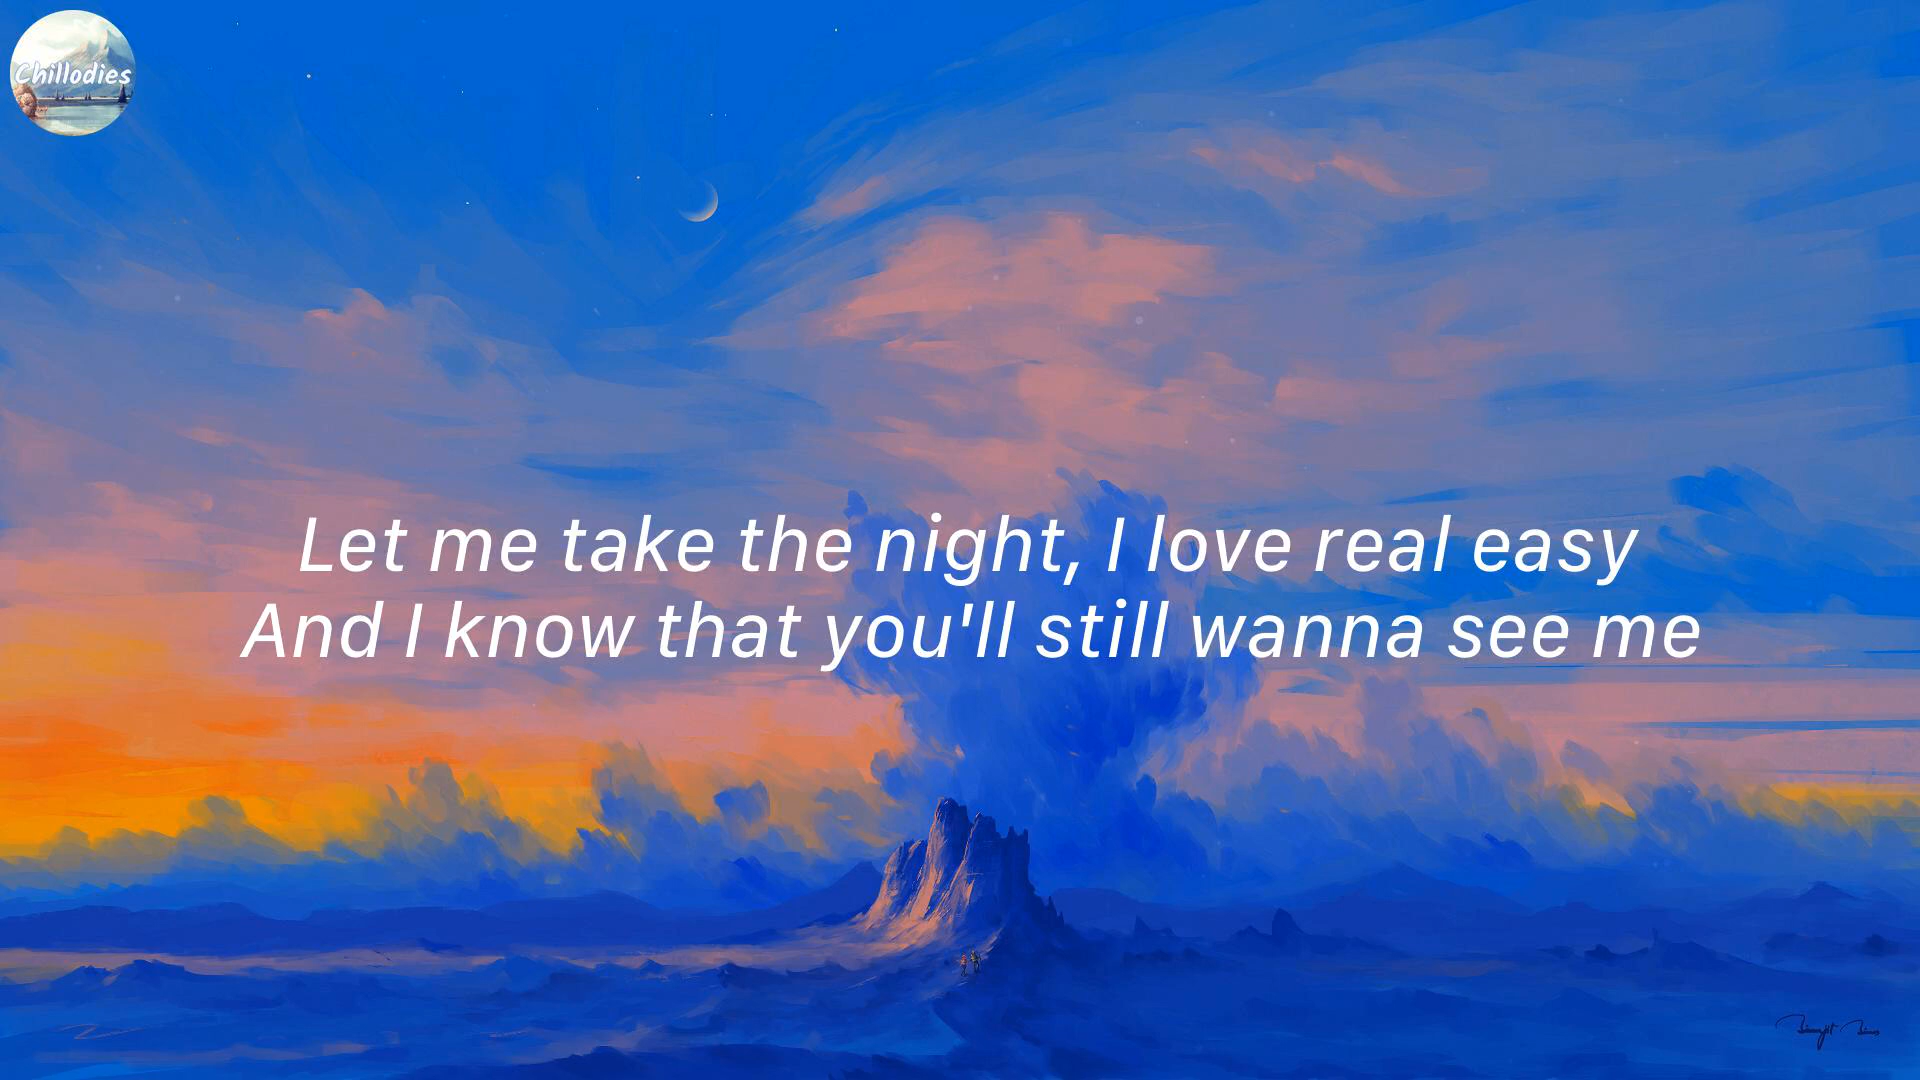 Chillodies
Let me take the night, I love real easy
And I know that you'll still wanna see me